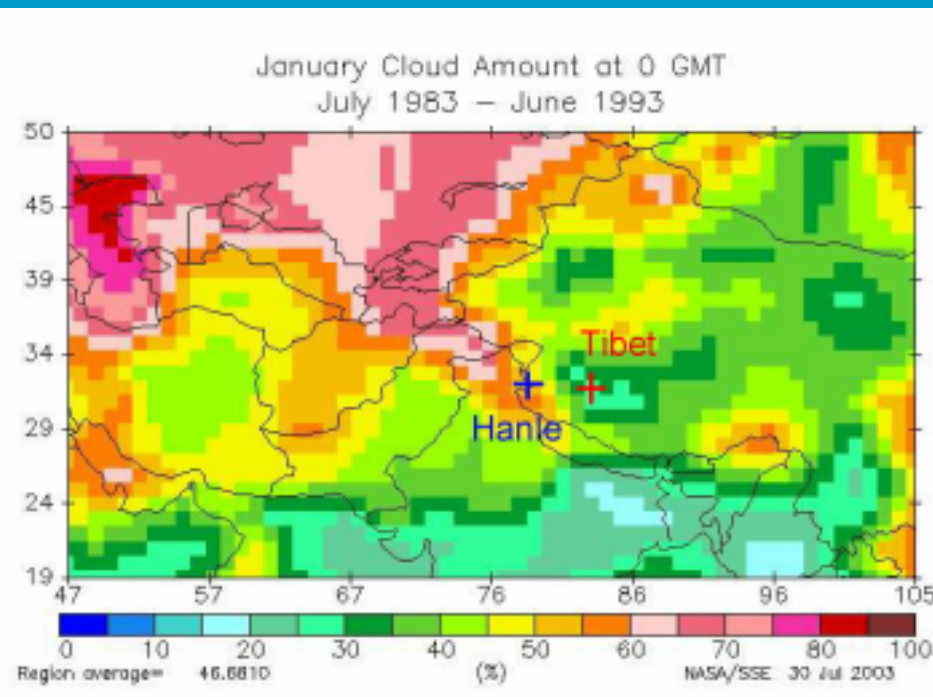 January Cloud Amount at 0 GMT
July 1983 – June 1993
50
45
39
34
29
24
19
Tibet
Hanle
47 57 67 76 86 96 105
0 10 20 30 40 50 60 70 80 100
Region average= 46.6810 (%) NASA/SSE 30 Jul 2003